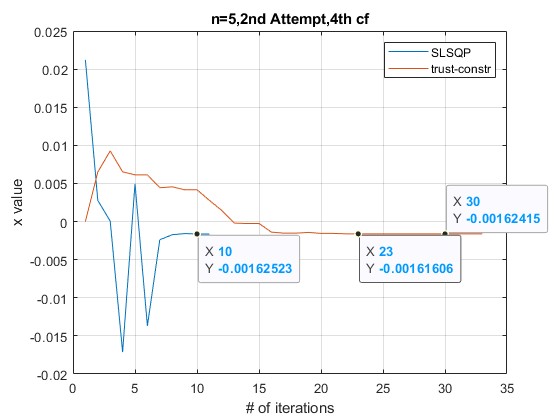 n=5,2nd Attempt,4th cf
SLSQP
trust-constr
x value
0.025
0.02
0.015
0.01
0.005
0
-0.005
-0.01
-0.015
-0.02
X 30
Y -0.00162415
X 10
Y -0.00162523
X 23
Y -0.00161606
0 5 10 15 20 25 30 35
# of iterations